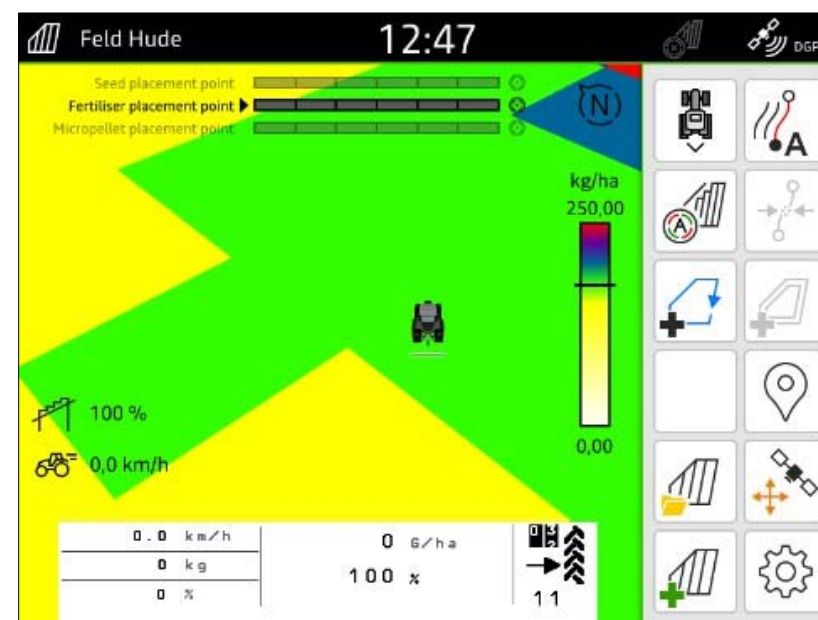 Feld Hude
12:47
DGP
Seed placement point
Fertiliser placement point
Micropellet placement point
N
kg/ha
250,00
0,00
A
A
100 %
0,0 km/h
0.0 km/h
0 kg
0 %
0 G/ha
100 %
11